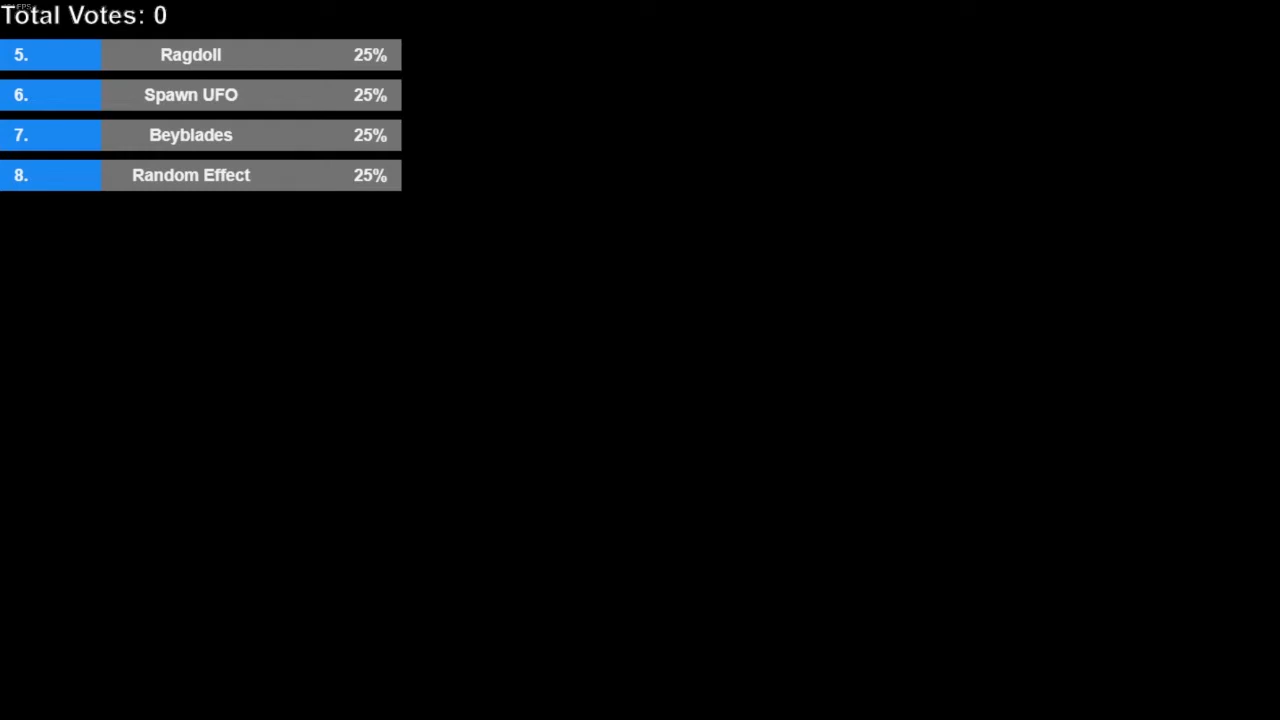 Total Votes: 0
5. Ragdoll 25%
6. Spawn UFO 25%
7. Beyblades 25%
8. Random Effect 25%